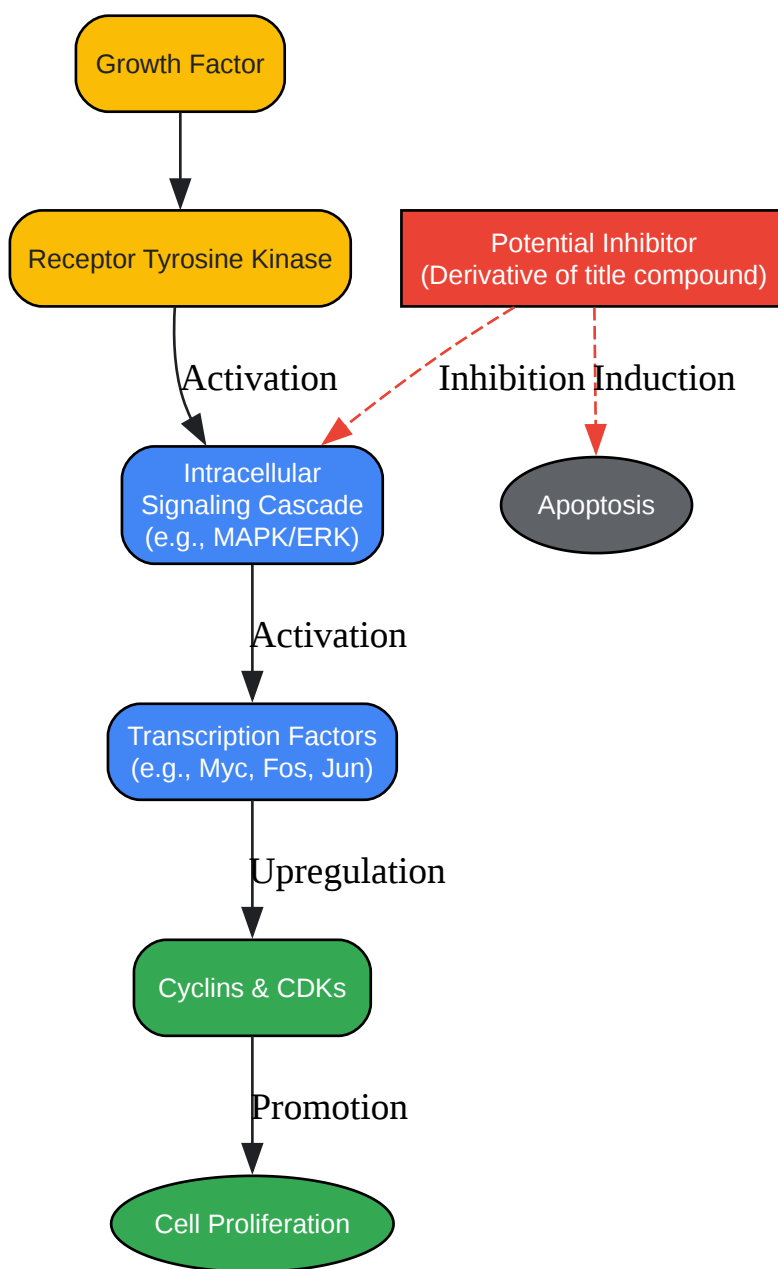 Growth Factor
Receptor Tyrosine Kinase
Potential Inhibitor
(Derivative of title compound)
Activation
Inhibition
Induction
Intracellular
Signaling Cascade
(e.g., MAPK/ERK)
Apoptosis
Activation
Transcription Factors
(e.g., Myc, Fos, Jun)
Upregulation
Cyclins & CDKs
Promotion
Cell Proliferation